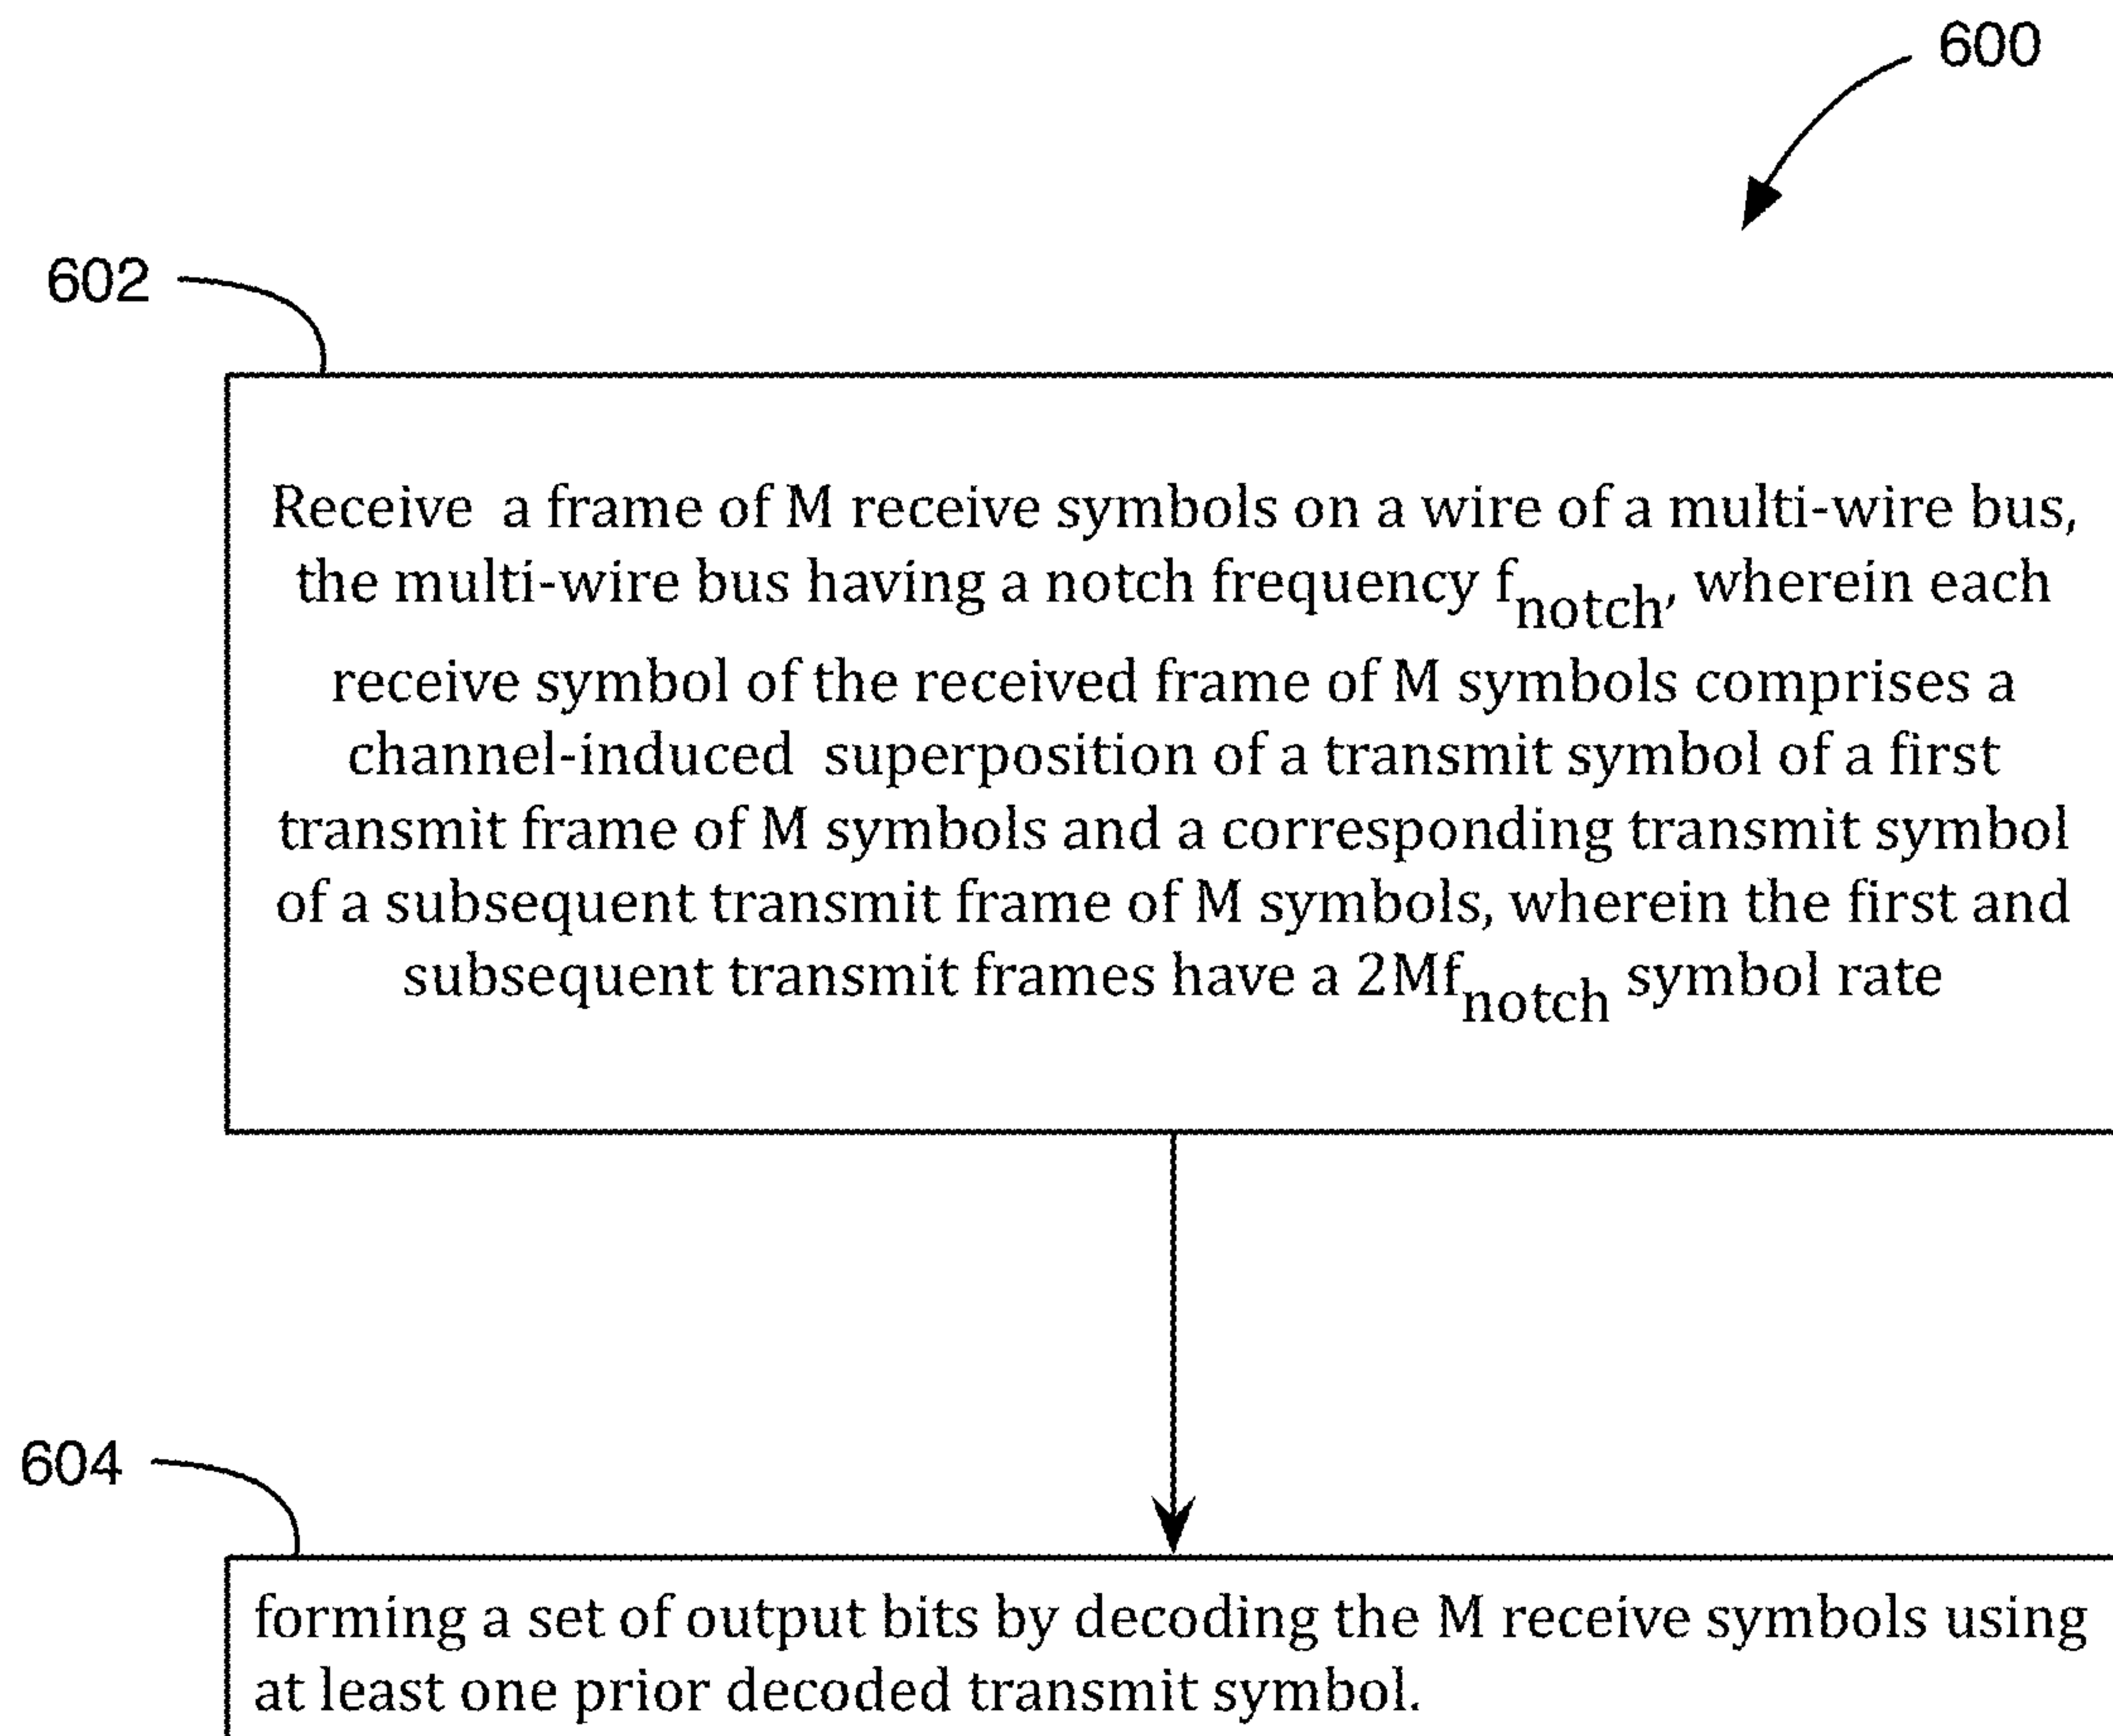 600
602
Receive a frame of M receive symbols on a wire of a multi-wire bus,
the multi-wire bus having a notch frequency fnotch, wherein each
receive symbol of the received frame of M symbols comprises a
channel-induced superposition of a transmit symbol of a first
transmit frame of M symbols and a corresponding transmit symbol
of a subsequent transmit frame of M symbols, wherein the first and
subsequent transmit frames have a 2Mfnotch symbol rate
604
forming a set of output bits by decoding the M receive symbols using
at least one prior decoded transmit symbol.